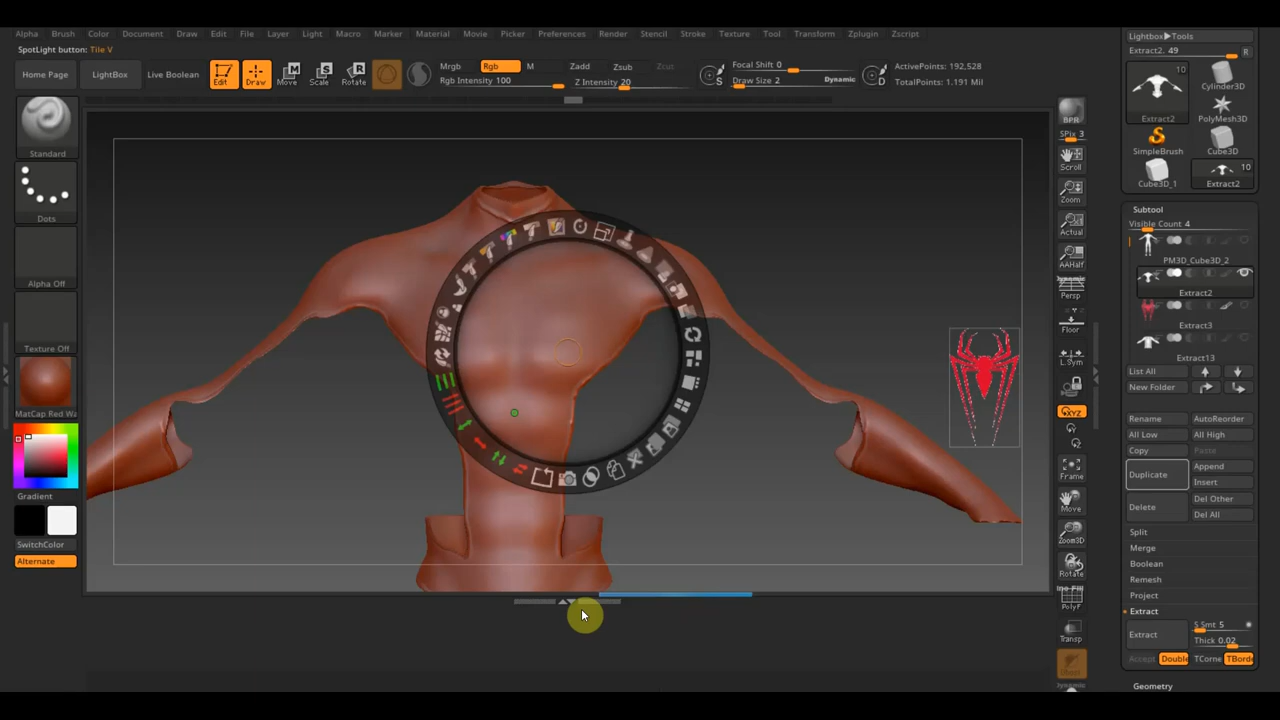 Alpha Brush Color Document Draw Edit File Layer Light Macro Marker Material Movie Picker Preferences Render Stencil Stroke Texture Tool Transform Zplugin Zscript
SpotLight button: Tile V
Home Page
LightBox
Live Boolean
Edit
Draw
Move
Scale
Rotate
Mrgb Rgb M
Rgb Intensity 100
Zadd Zsub Zcut
Z Intensity 20
S
Focal Shift 0
Draw Size 2 Dynamic
D
ActivePoints: 192,528
TotalPoints: 1.191 Mil
Standard
Dots
Alpha Off
Texture Off
MatCap Red Wa
Gradient
SwitchColor
Alternate
BPR
SPix 3
Scroll
Zoom
Actual
AAHalf
Dynamic
Persp
Floor
L.Sym
XYZ
Frame
Move
Zoom3D
Rotate
PolyF
Transp
Dynamic
Lightbox▶Tools
Extract2. 49 R
10
Extract2
Cylinder3D
PolyMesh3D
SimpleBrush
Cube3D
Cube3D_1
10
Extract2
Subtool
Visible Count 4
PM3D_Cube3D_2
Extract2
Extract3
Extract13
List All
New Folder
Rename AutoReorder
All Low All High
Copy Paste
Duplicate Append
Insert
Delete Del Other
Del All
Split
Merge
Boolean
Remesh
Project
Extract
Extract S Smt 5
Thick 0.02
Accept Double TCorne TBorde
Geometry